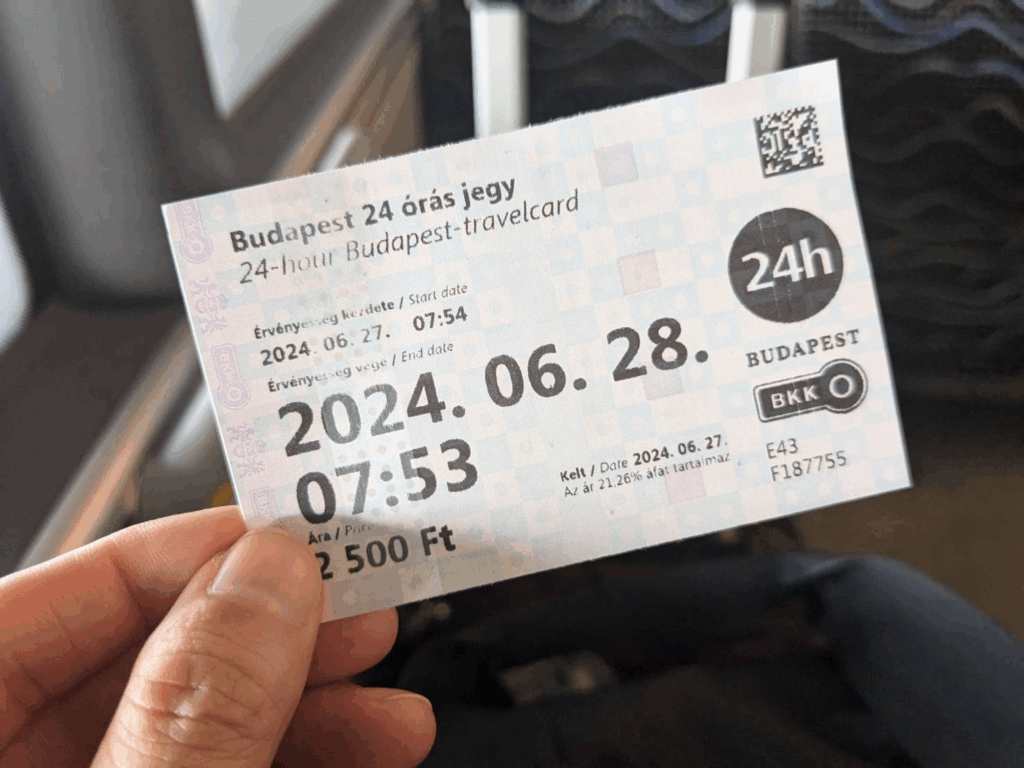 Budapest 24 órás jegy
24-hour Budapest-travelcard
Érvényesség kezdete / Start date
2024. 06. 27. 07:54
Érvényesség vége / End date
2024. 06. 28.
07:53
Ára / Price
2 500 Ft
Kelt / Date 2024. 06. 27.
Az ár 21.26% áfát tartalmaz
24h
BUDAPEST
BKK
E43
F187755